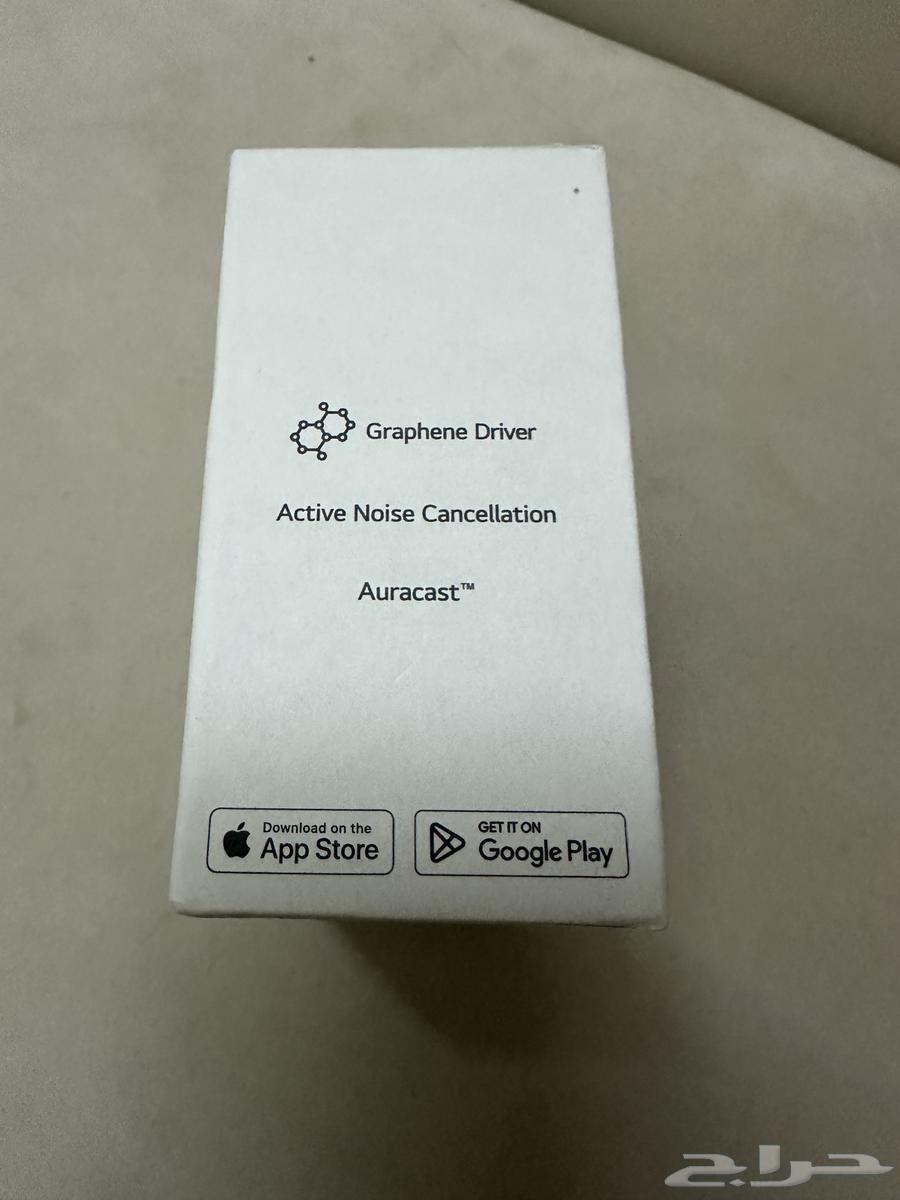 Graphene Driver
Active Noise Cancellation
Auracast™
Download on the
App Store
GET IT ON
Google Play
حراج